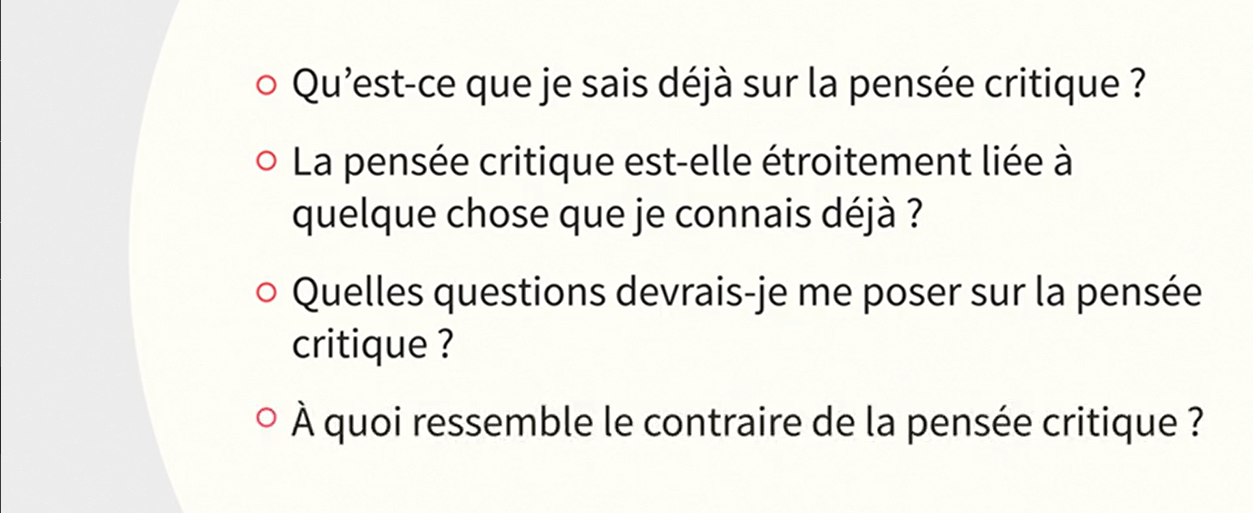 Qu’est-ce que je sais déjà sur la pensée critique ?
La pensée critique est-elle étroitement liée à
quelque chose que je connais déjà ?
Quelles questions devrais-je me poser sur la pensée
critique ?
À quoi ressemble le contraire de la pensée critique ?